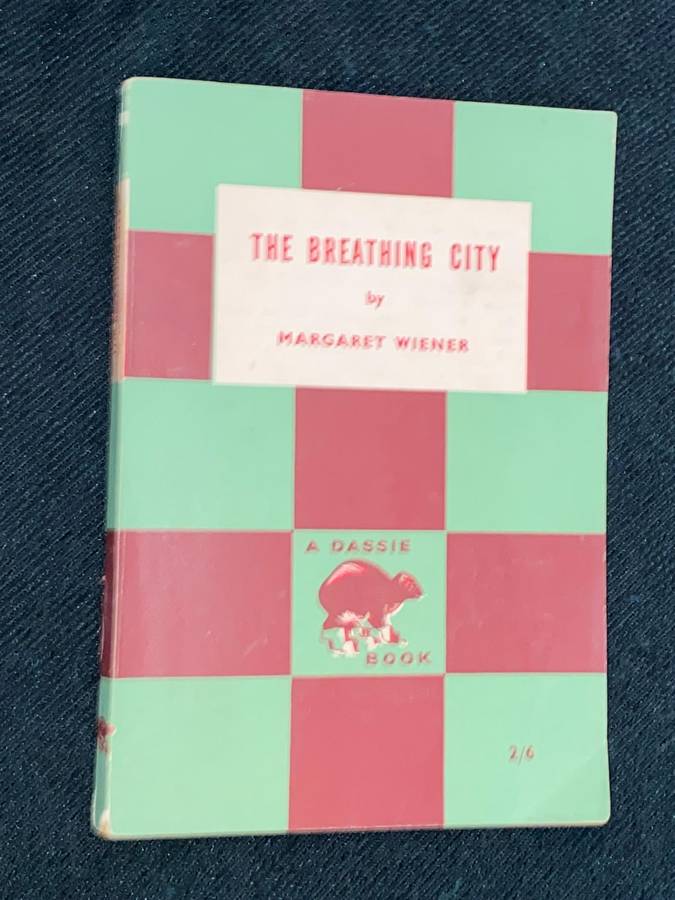 THE BREATHING CITY
by
MARGARET WIENER
A DASSIE
BOOK
2/6